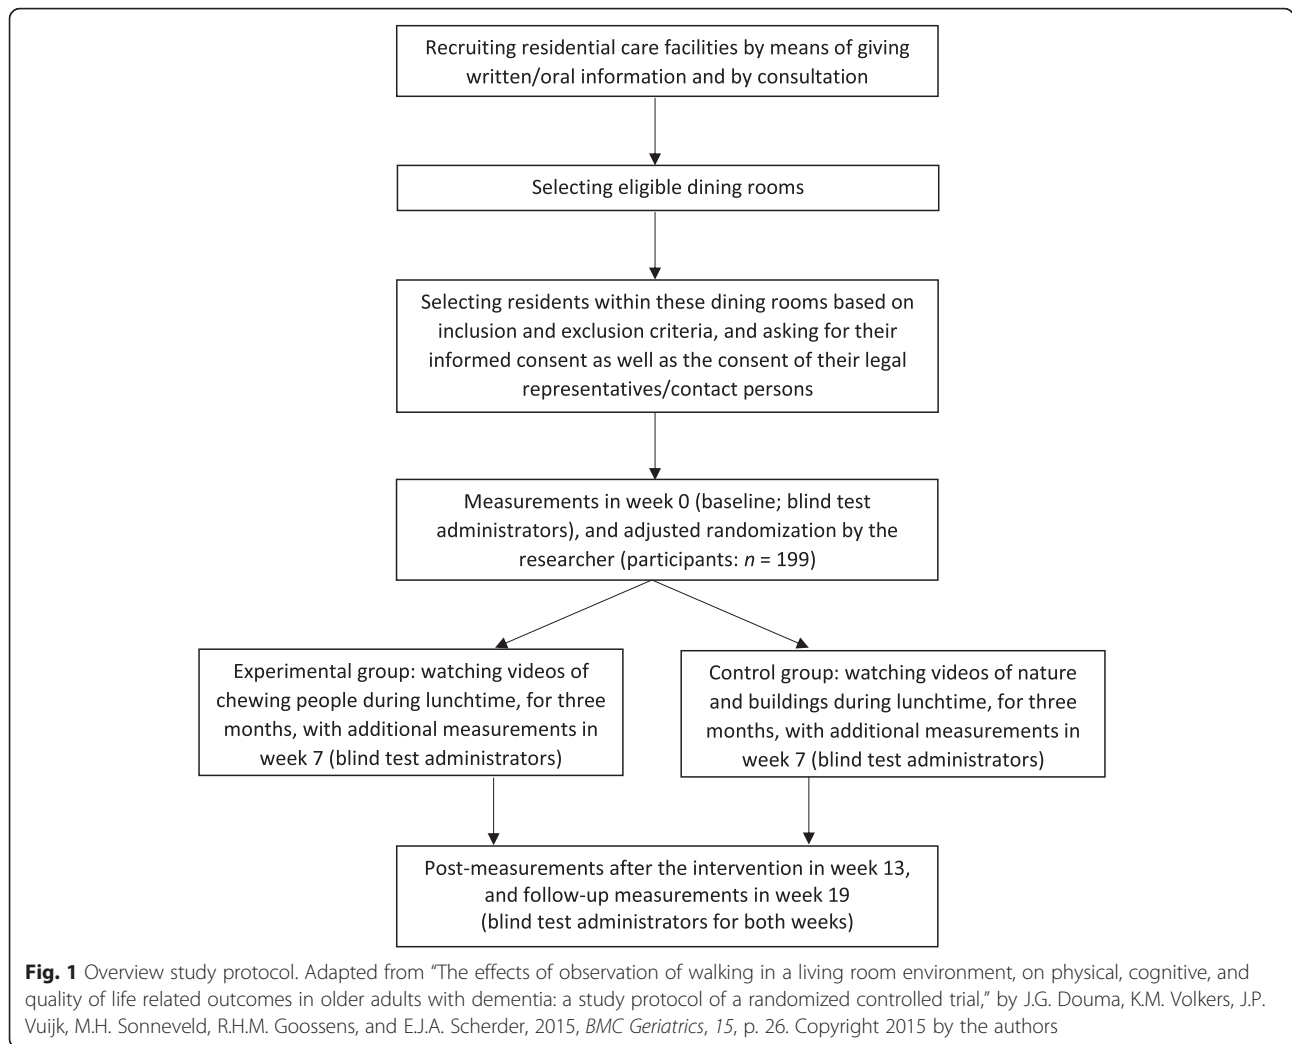 Recruiting residential care facilities by means of giving
written/oral information and by consultation
Selecting eligible dining rooms
Selecting residents within these dining rooms based on
inclusion and exclusion criteria, and asking for their
informed consent as well as the consent of their legal
representatives/contact persons
Measurements in week 0 (baseline; blind test
administrators), and adjusted randomization by the
researcher (participants: n = 199)
Experimental group: watching videos of
chewing people during lunchtime, for three
months, with additional measurements in
week 7 (blind test administrators)
Control group: watching videos of nature
and buildings during lunchtime, for three
months, with additional measurements in
week 7 (blind test administrators)
Post-measurements after the intervention in week 13,
and follow-up measurements in week 19
(blind test administrators for both weeks)
Fig. 1 Overview study protocol. Adapted from “The effects of observation of walking in a living room environment, on physical, cognitive, and
quality of life related outcomes in older adults with dementia: a study protocol of a randomized controlled trial,” by J.G. Douma, K.M. Volkers, J.P.
Vuijk, M.H. Sonneveld, R.H.M. Goossens, and E.J.A. Scherder, 2015, BMC Geriatrics, 15, p. 26. Copyright 2015 by the authors